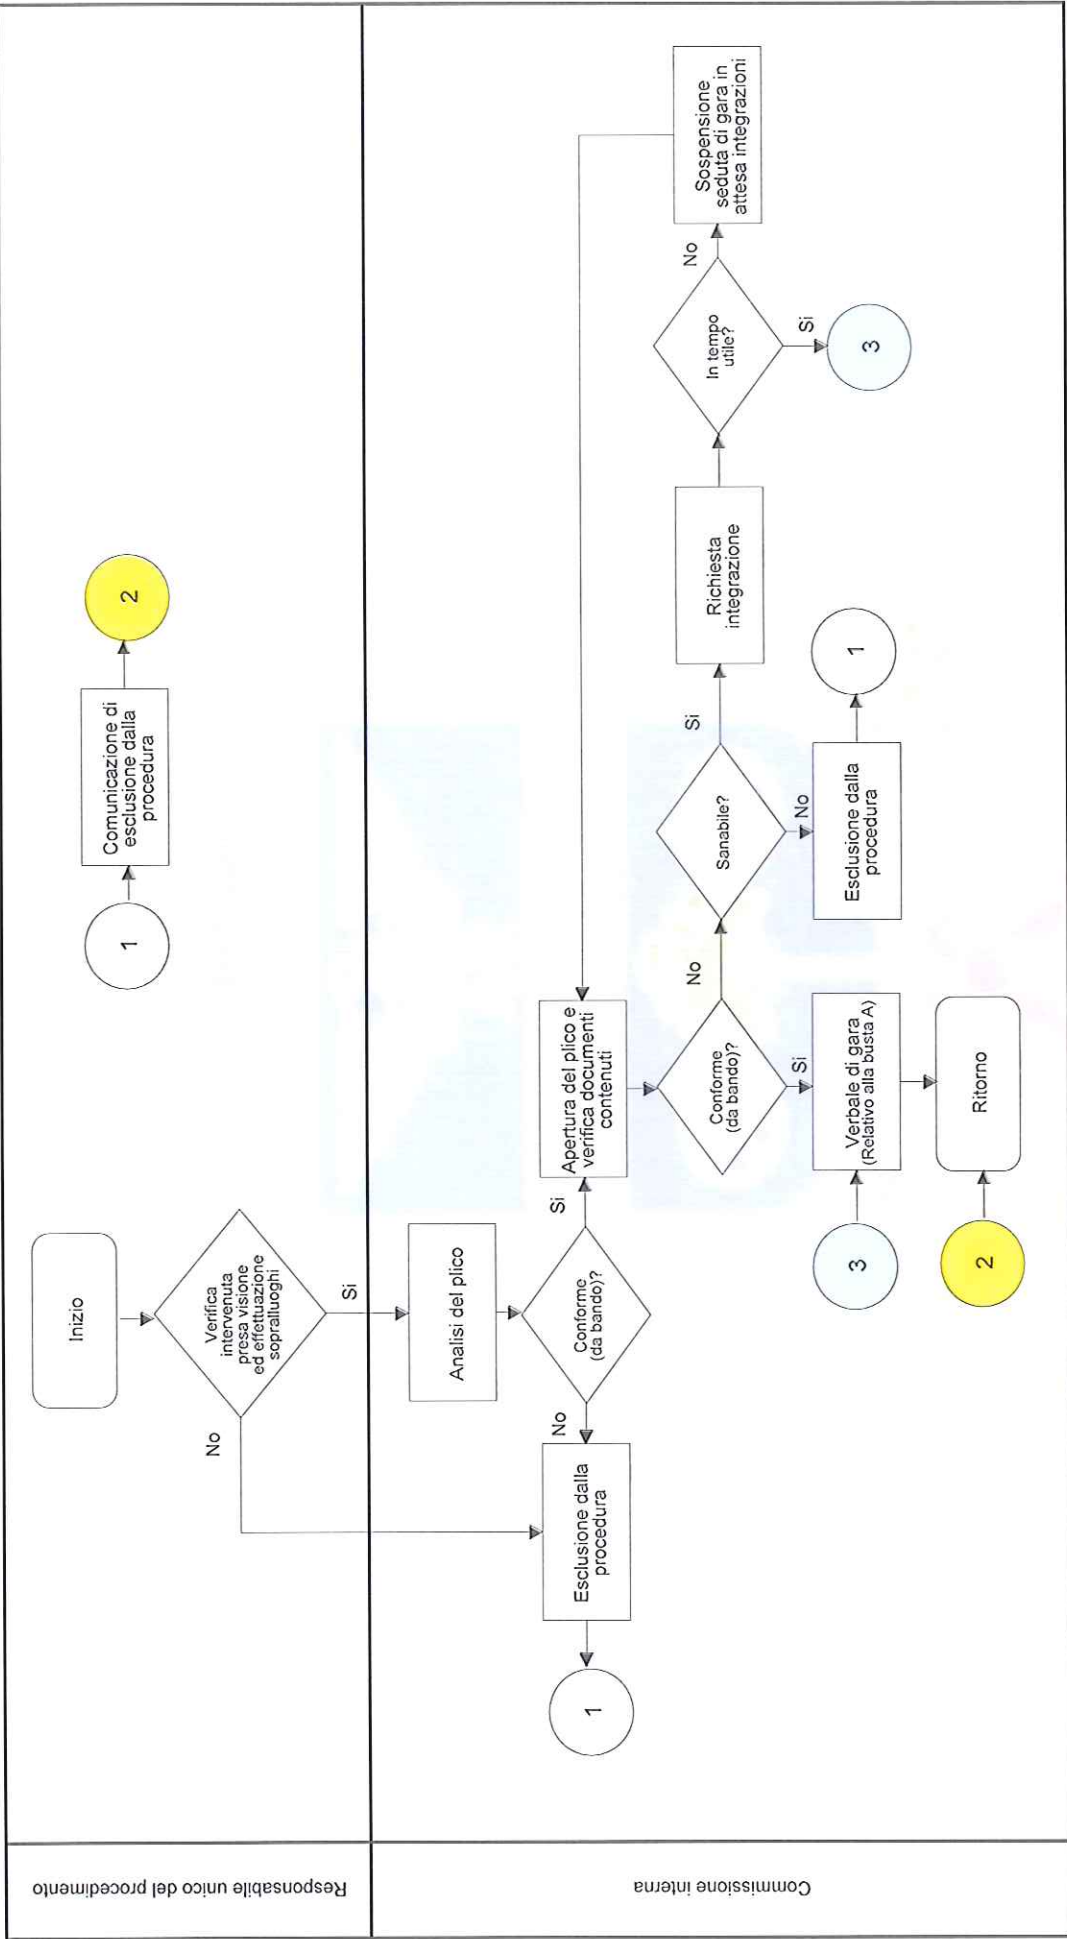 Responsabile unico del procedimento
Inizio
Verifica
intervenuta
presa visione
ed effettuazione
sopralluoghi
No
Si
1
Comunicazione di
esclusione dalla
procedura
2
Commissione interna
Analisi del plico
Conforme
(da bando)?
No
Si
Esclusione dalla
procedura
1
Apertura del plico e
verifica documenti
contenuti
Conforme
(da bando)?
No
Si
Sanabile?
Si
No
Richiesta
integrazione
In tempo
utile?
No
Si
Sospensione
seduta di gara in
attesa integrazioni
3
Esclusione dalla
procedura
1
3
Verbale di gara
(Relativo alla busta A)
2
Ritorno